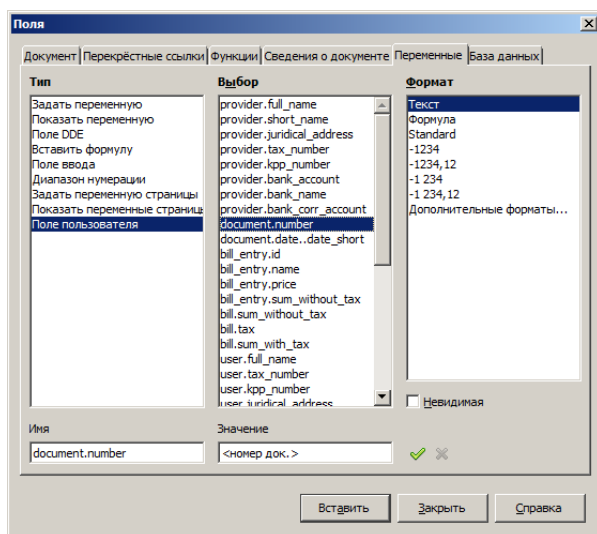 Поля
Документ Перекрёстные ссылки Функции Сведения о документе Переменные База данных
Тип
Задать переменную
Показать переменную
Поле DDE
Вставить формулу
Поле ввода
Диапазон нумерации
Задать переменную страницы
Показать переменные страницы
Поле пользователя
Выбор
provider.full_name
provider.short_name
provider.juridical_address
provider.tax_number
provider.kpp_number
provider.bank_account
provider.bank_name
provider.bank_corr_account
document.number
document.date..date_short
bill_entry.id
bill_entry.name
bill_entry.price
bill_entry.sum_without_tax
bill.sum_without_tax
bill.tax
bill.sum_with_tax
user.full_name
user.tax_number
user.kpp_number
user.juridical_address
Формат
Текст
Формула
Standard
-1234
-1234,12
-1 234
-1 234,12
Дополнительные форматы...
Невидимая
Имя
document.number
Значение
<номер док.>
Вставить Закрыть Справка